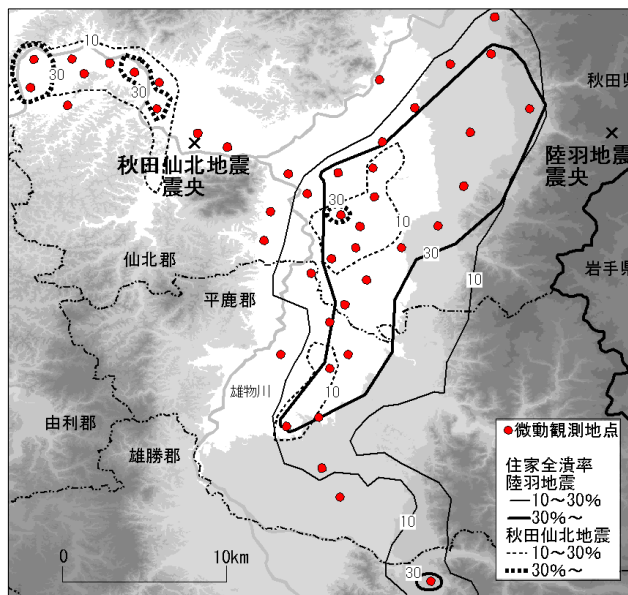 10
30
30
秋田県
秋田仙北地震
震央
陸羽地震
震央
30
10
30
仙北郡
10
岩手県
平鹿郡
雄物川
10
由利郡
雄勝郡
微動観測地点
住家全潰率
陸羽地震
10～30%
30%～
秋田仙北地震
10～30%
30%～
10
0
10km
30